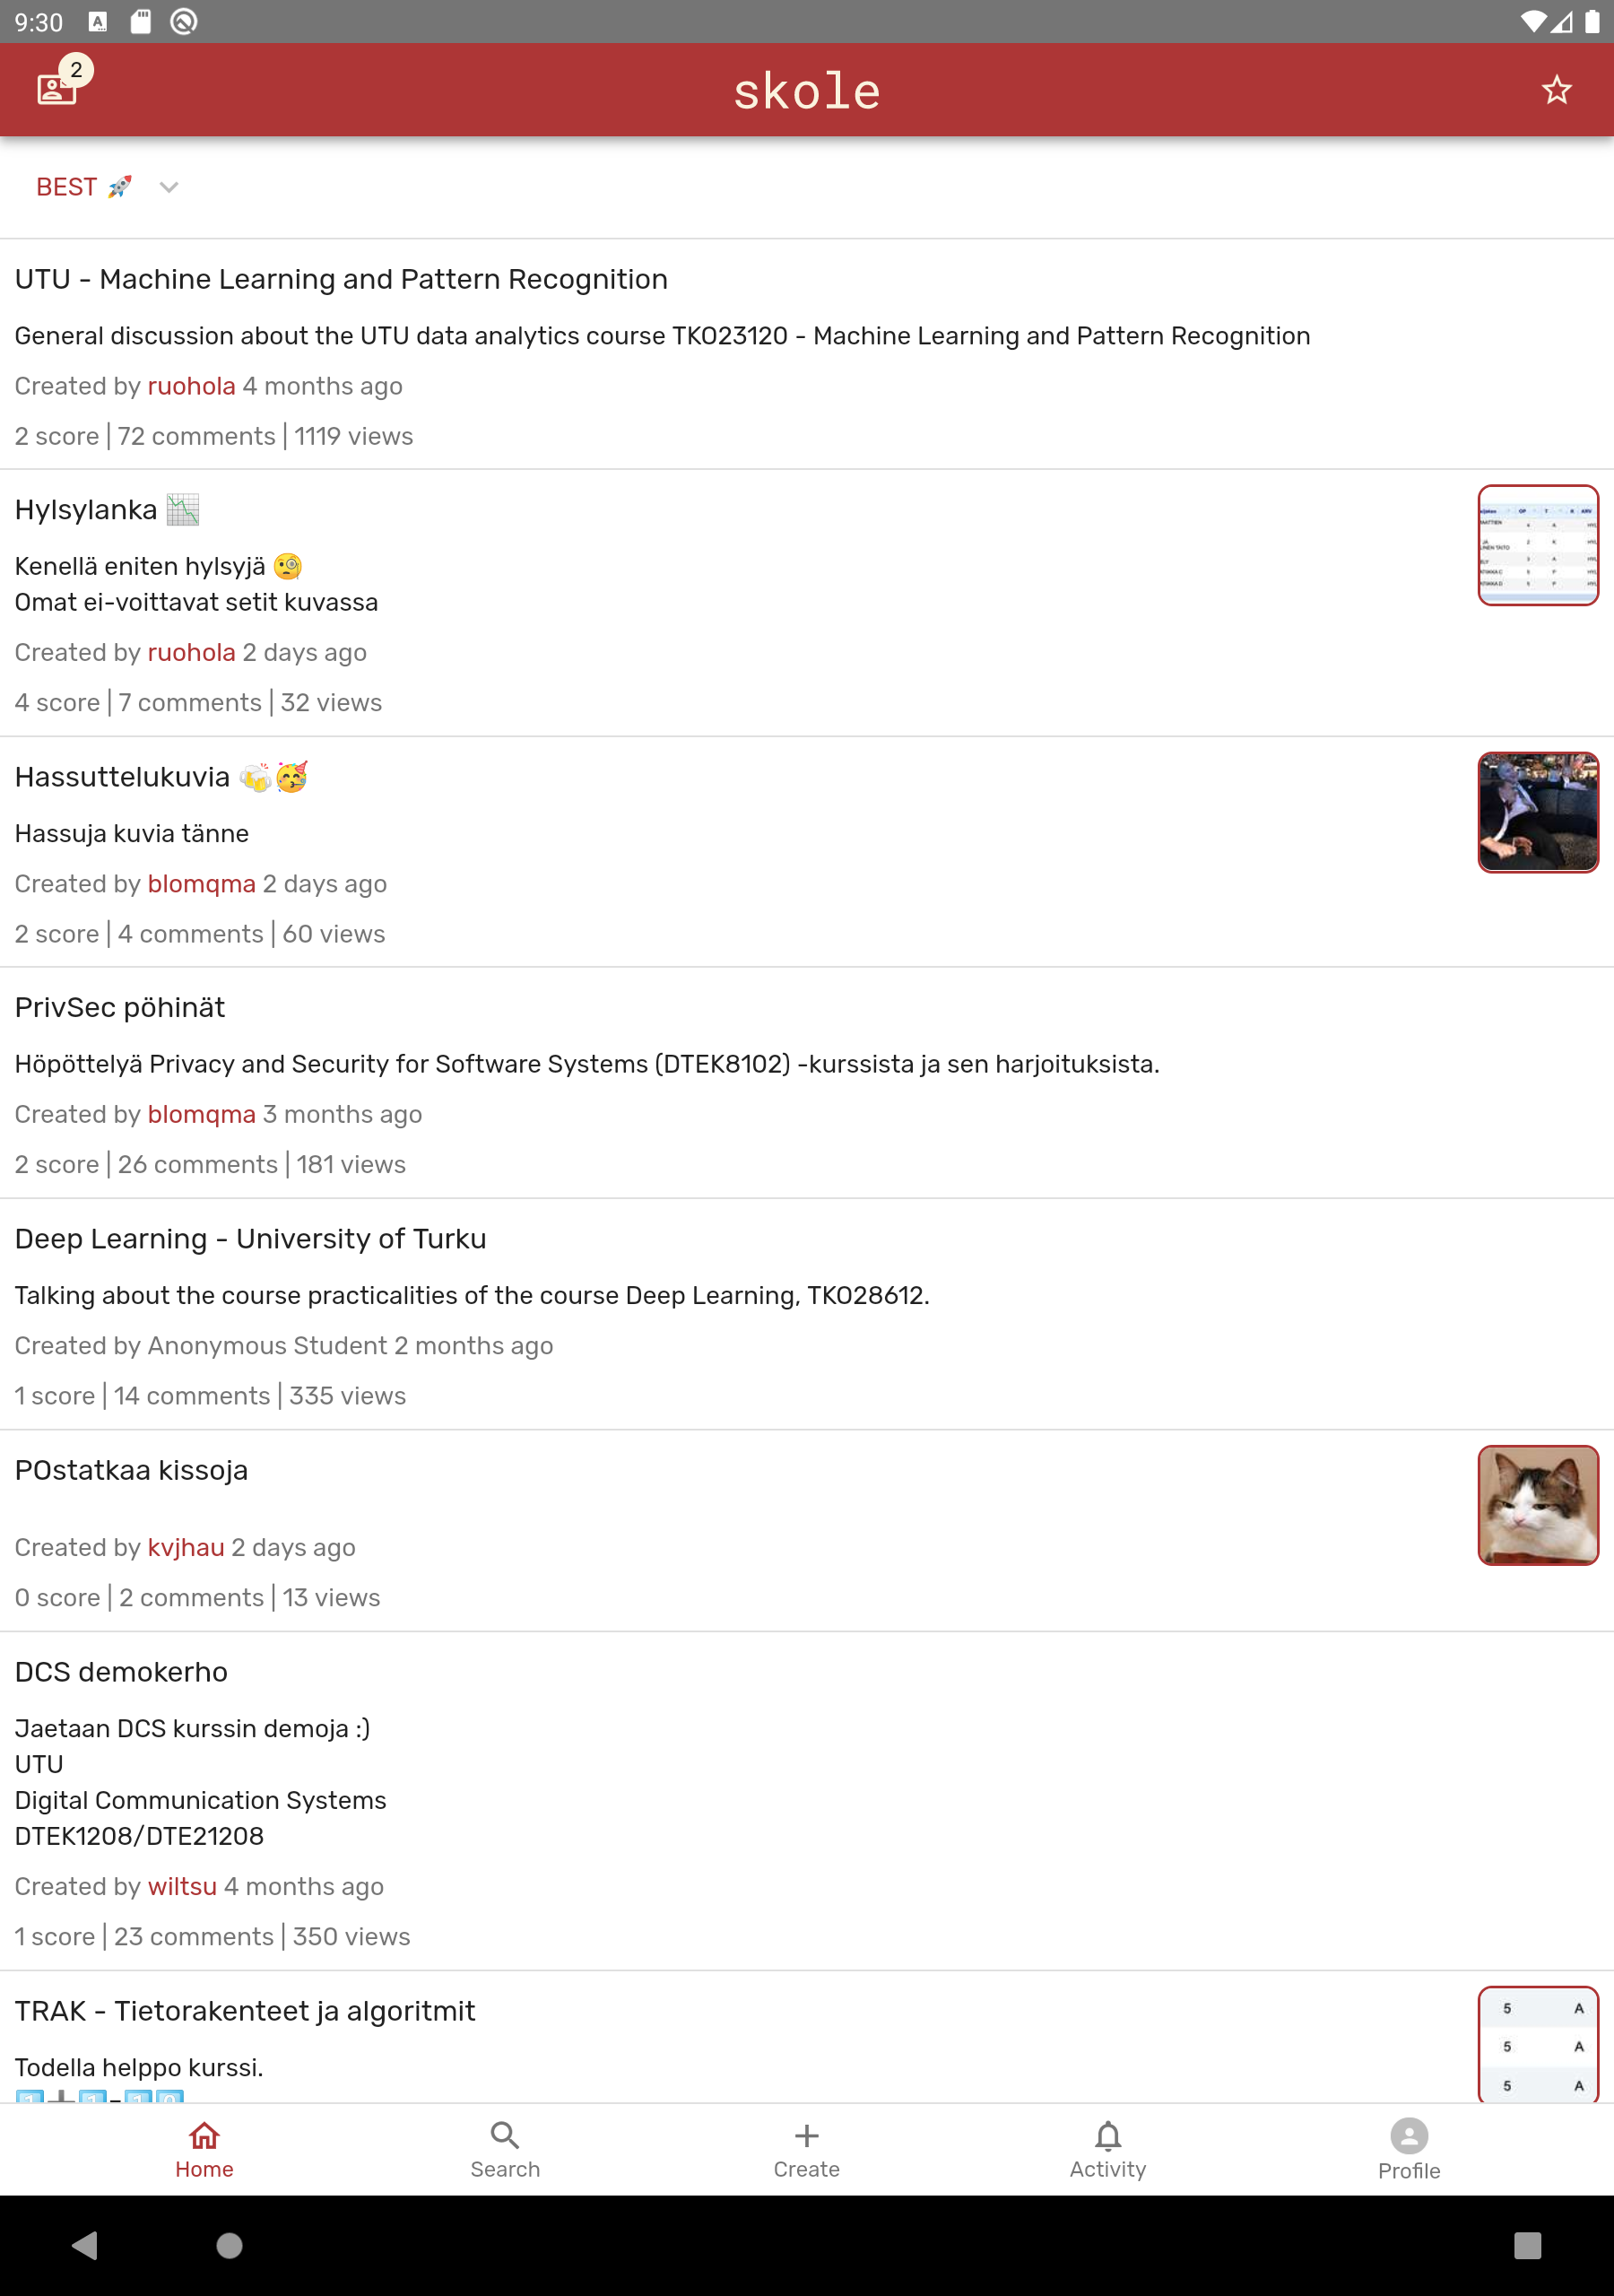 9:30
2
skole
BEST 🚀
UTU - Machine Learning and Pattern Recognition
General discussion about the UTU data analytics course TKO23120 - Machine Learning and Pattern Recognition
Created by ruohola 4 months ago
2 score | 72 comments | 1119 views
Hylsylanka 📉
Kenellä eniten hylsyjä 🧐
Omat ei-voittavat setit kuvassa
Created by ruohola 2 days ago
4 score | 7 comments | 32 views
Hassuttelukuvia 🍻🥳
Hassuja kuvia tänne
Created by blomqma 2 days ago
2 score | 4 comments | 60 views
PrivSec pöhinät
Höpöttelyä Privacy and Security for Software Systems (DTEK8102) -kurssista ja sen harjoituksista.
Created by blomqma 3 months ago
2 score | 26 comments | 181 views
Deep Learning - University of Turku
Talking about the course practicalities of the course Deep Learning, TKO28612.
Created by Anonymous Student 2 months ago
1 score | 14 comments | 335 views
POstatkaa kissoja
Created by kvjhau 2 days ago
0 score | 2 comments | 13 views
DCS demokerho
Jaetaan DCS kurssin demoja :)
UTU
Digital Communication Systems
DTEK1208/DTE21208
Created by wiltsu 4 months ago
1 score | 23 comments | 350 views
TRAK - Tietorakenteet ja algoritmit
Todella helppo kurssi.
5 A
5 A
5 A
Home
Search
Create
Activity
Profile